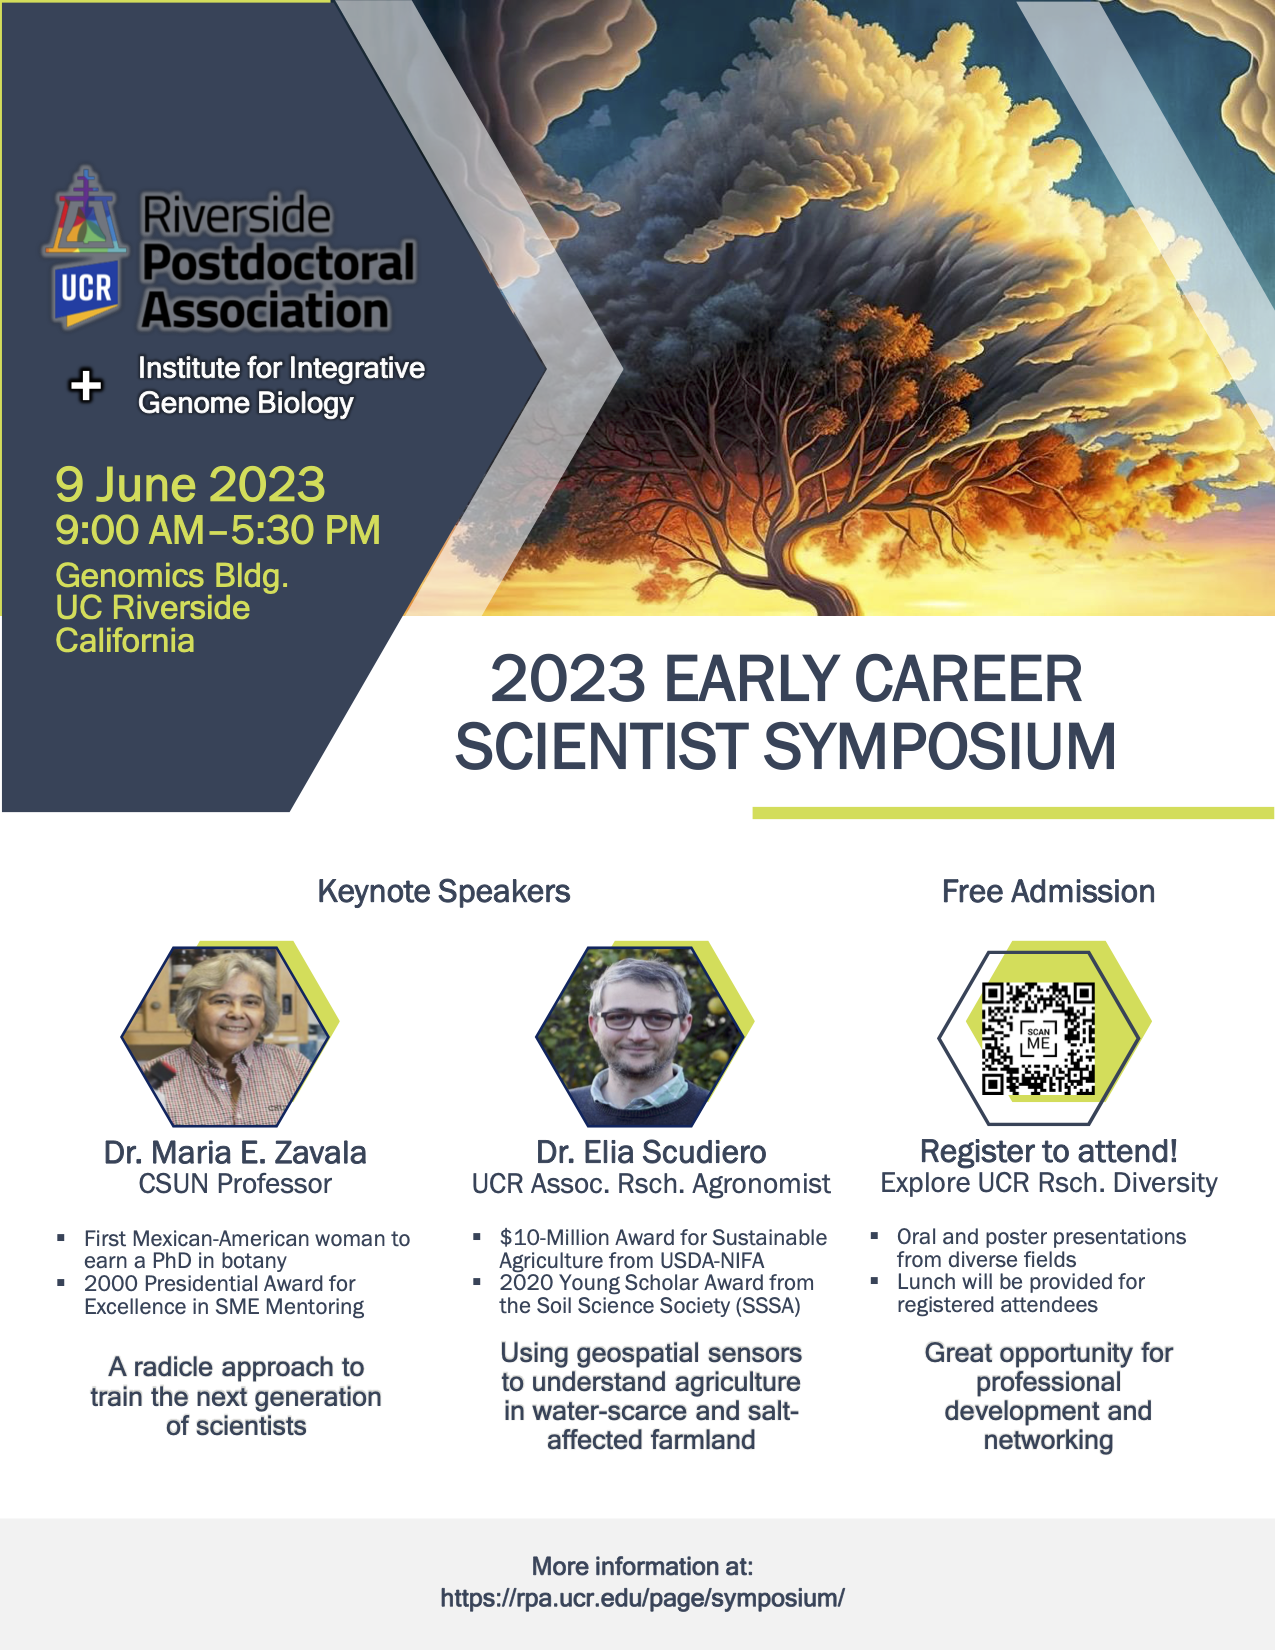 Riverside
Postdoctoral
Association
UCR
+
Institute for Integrative
Genome Biology
9 June 2023
9:00 AM–5:30 PM
Genomics Bldg.
UC Riverside
California
2023 EARLY CAREER
SCIENTIST SYMPOSIUM
Keynote Speakers
Dr. Maria E. Zavala
CSUN Professor
▪ First Mexican-American woman to
earn a PhD in botany
▪ 2000 Presidential Award for
Excellence in SME Mentoring
A radicle approach to
train the next generation
of scientists
Dr. Elia Scudiero
UCR Assoc. Rsch. Agronomist
▪ $10-Million Award for Sustainable
Agriculture from USDA-NIFA
▪ 2020 Young Scholar Award from
the Soil Science Society (SSSA)
Using geospatial sensors
to understand agriculture
in water-scarce and salt-
affected farmland
Free Admission
SCAN
ME
Register to attend!
Explore UCR Rsch. Diversity
▪ Oral and poster presentations
from diverse fields
▪ Lunch will be provided for
registered attendees
Great opportunity for
professional
development and
networking
More information at:
https://rpa.ucr.edu/page/symposium/